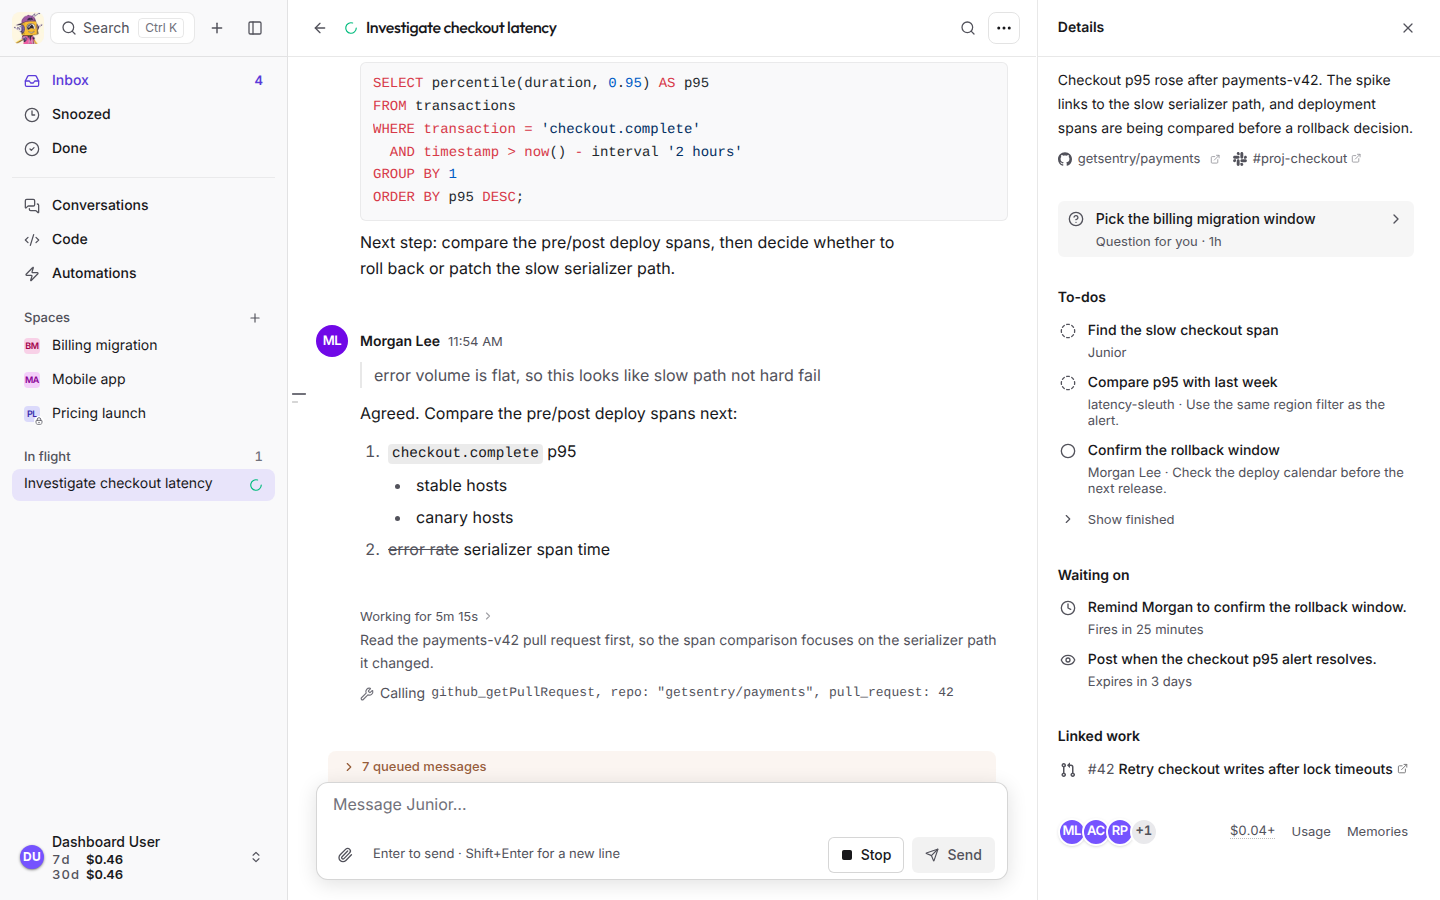 Search Ctrl K
Inbox 4
Snoozed
Done
Conversations
Code
Automations
Spaces
BM Billing migration
MA Mobile app
PL Pricing launch
In flight 1
Investigate checkout latency
DU Dashboard User
7d $0.46
30d $0.46
Investigate checkout latency
SELECT percentile(duration, 0.95) AS p95
FROM transactions
WHERE transaction = 'checkout.complete'
AND timestamp > now() - interval '2 hours'
GROUP BY 1
ORDER BY p95 DESC;
Next step: compare the pre/post deploy spans, then decide whether to
roll back or patch the slow serializer path.
ML Morgan Lee 11:54 AM
error volume is flat, so this looks like slow path not hard fail
Agreed. Compare the pre/post deploy spans next:
1. checkout.complete p95
• stable hosts
• canary hosts
2. error rate serializer span time
Working for 5m 15s
Read the payments-v42 pull request first, so the span comparison focuses on the serializer path
it changed.
Calling github_getPullRequest, repo: "getsentry/payments", pull_request: 42
7 queued messages
Message Junior...
Enter to send · Shift+Enter for a new line
Stop
Send
Details
Checkout p95 rose after payments-v42. The spike
links to the slow serializer path, and deployment
spans are being compared before a rollback decision.
getsentry/payments #proj-checkout
Pick the billing migration window
Question for you · 1h
To-dos
Find the slow checkout span
Junior
Compare p95 with last week
latency-sleuth · Use the same region filter as the
alert.
Confirm the rollback window
Morgan Lee · Check the deploy calendar before the
next release.
Show finished
Waiting on
Remind Morgan to confirm the rollback window.
Fires in 25 minutes
Post when the checkout p95 alert resolves.
Expires in 3 days
Linked work
#42 Retry checkout writes after lock timeouts
ML AC RP +1 $0.04+ Usage Memories